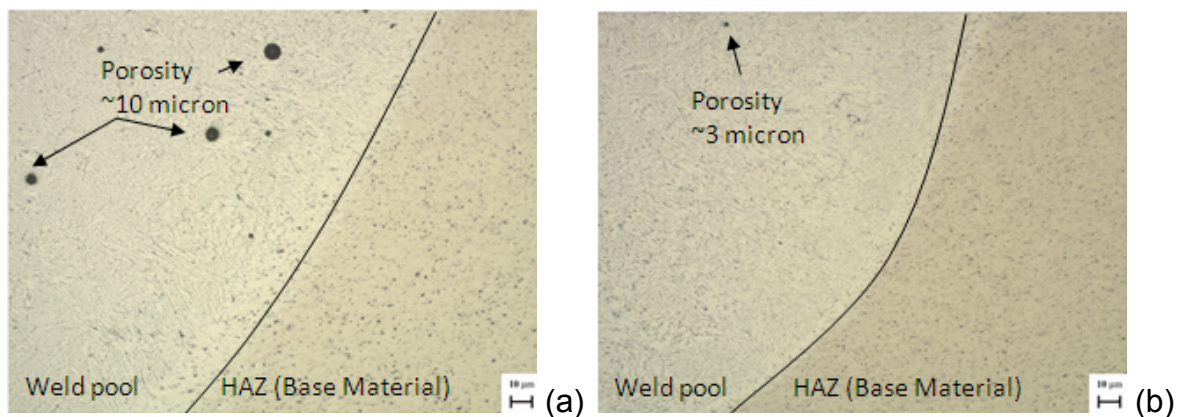 Porosity
~10 micron
Weld pool
HAZ (Base Material)
10 µm
(a)
Porosity
~3 micron
Weld pool
HAZ (Base Material)
10 µm
(b)